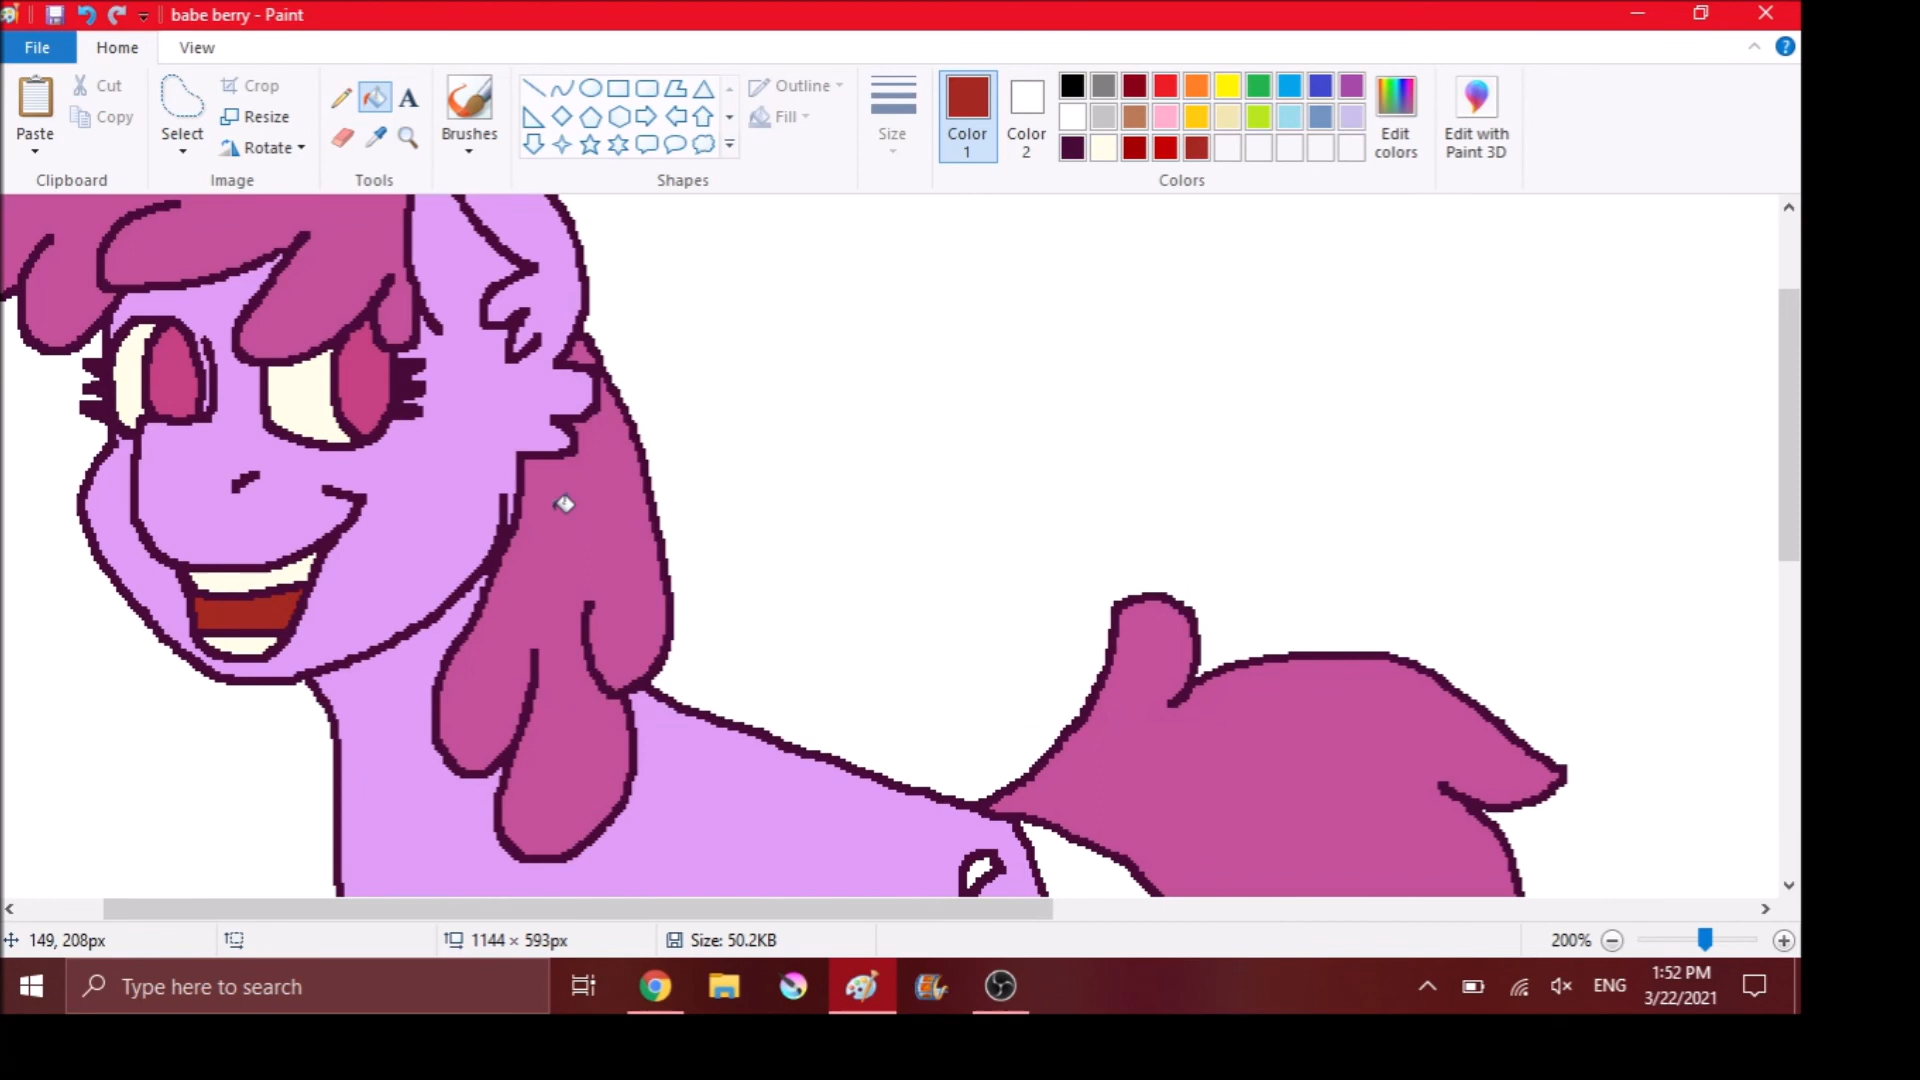 babe berry - Paint
File Home View
Paste
Cut
Copy
Clipboard
Select
Crop
Resize
Rotate
Image
A
Tools
Brushes
Shapes
Outline
Fill
Size
Color 1
Color 2
Edit colors
Edit with Paint 3D
Colors
149, 208px
1144 × 593px
Size: 50.2KB
200%
Type here to search
ENG
1:52 PM
3/22/2021